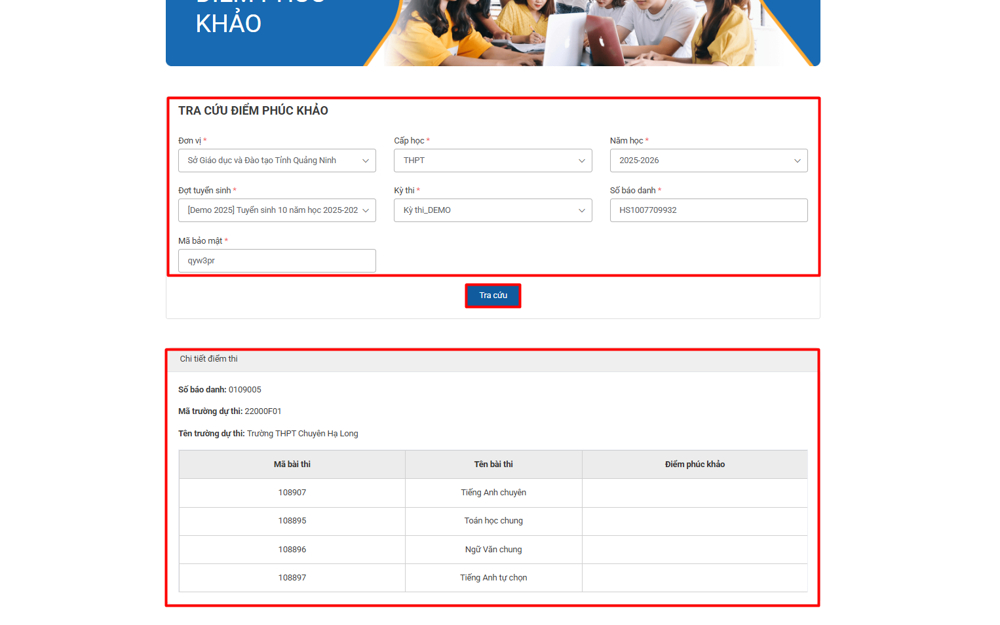 KHẢO
TRA CỨU ĐIỂM PHÚC KHẢO
Đơn vị *
Cấp học *
Năm học *
Sở Giáo dục và Đào tạo Tỉnh Quảng Ninh
THPT
2025-2026
Đợt tuyển sinh *
Kỳ thi *
Số báo danh *
[Demo 2025] Tuyển sinh 10 năm học 2025-202
Kỳ thi_DEMO
HS1007709932
Mã bảo mật *
qyw3pr
Tra cứu
Chi tiết điểm thi
Số báo danh: 0109005
Mã trường dự thi: 22000F01
Tên trường dự thi: Trường THPT Chuyên Hạ Long
Mã bài thi Tên bài thi Điểm phúc khảo
108907 Tiếng Anh chuyên
108895 Toán học chung
108896 Ngữ Văn chung
108897 Tiếng Anh tự chọn